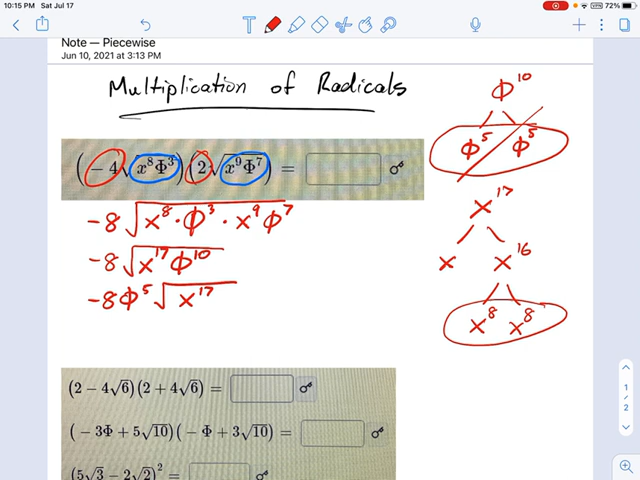 10:15 PM Sat Jul 17
VPN 72%
Note — Piecewise
Jun 10, 2021 at 3:13 PM
Multiplication of Radicals
(−4√x⁸Φ³)(2√x⁹Φ⁷) =
−8√x⁸·Φ³·x⁹Φ⁷
−8√x¹⁷Φ¹⁰
−8Φ⁵√x¹⁷
Φ¹⁰
Φ⁵ Φ⁵
x¹⁷
x x¹⁶
x⁸ x⁸
(2 − 4√6)(2 + 4√6) =
(−3Φ + 5√10)(−Φ + 3√10) =
(5√3 − 2√2)² =
1
2